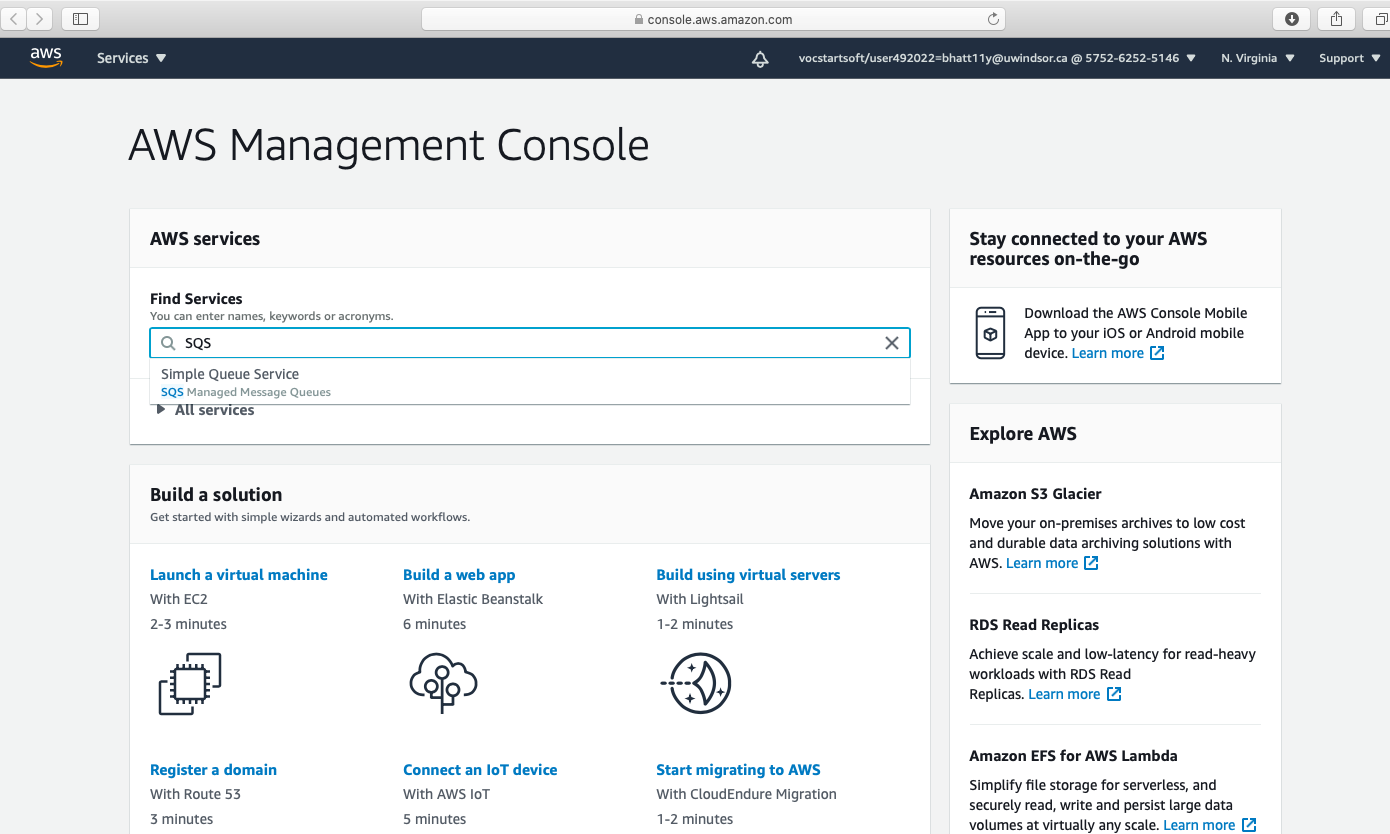 console.aws.amazon.com
aws
Services
vocstartsoft/user492022=bhatt11y@uwindsor.ca @ 5752-6252-5146
N. Virginia
Support
AWS Management Console
AWS services
Find Services
You can enter names, keywords or acronyms.
SQS
Simple Queue Service
SQS Managed Message Queues
All services
Build a solution
Get started with simple wizards and automated workflows.
Launch a virtual machine
With EC2
2-3 minutes
Build a web app
With Elastic Beanstalk
6 minutes
Build using virtual servers
With Lightsail
1-2 minutes
Register a domain
With Route 53
3 minutes
Connect an IoT device
With AWS IoT
5 minutes
Start migrating to AWS
With CloudEndure Migration
1-2 minutes
Stay connected to your AWS
resources on-the-go
Download the AWS Console Mobile
App to your iOS or Android mobile
device. Learn more
Explore AWS
Amazon S3 Glacier
Move your on-premises archives to low cost
and durable data archiving solutions with
AWS. Learn more
RDS Read Replicas
Achieve scale and low-latency for read-heavy
workloads with RDS Read
Replicas. Learn more
Amazon EFS for AWS Lambda
Simplify file storage for serverless, and
securely read, write and persist large data
volumes at virtually any scale. Learn more